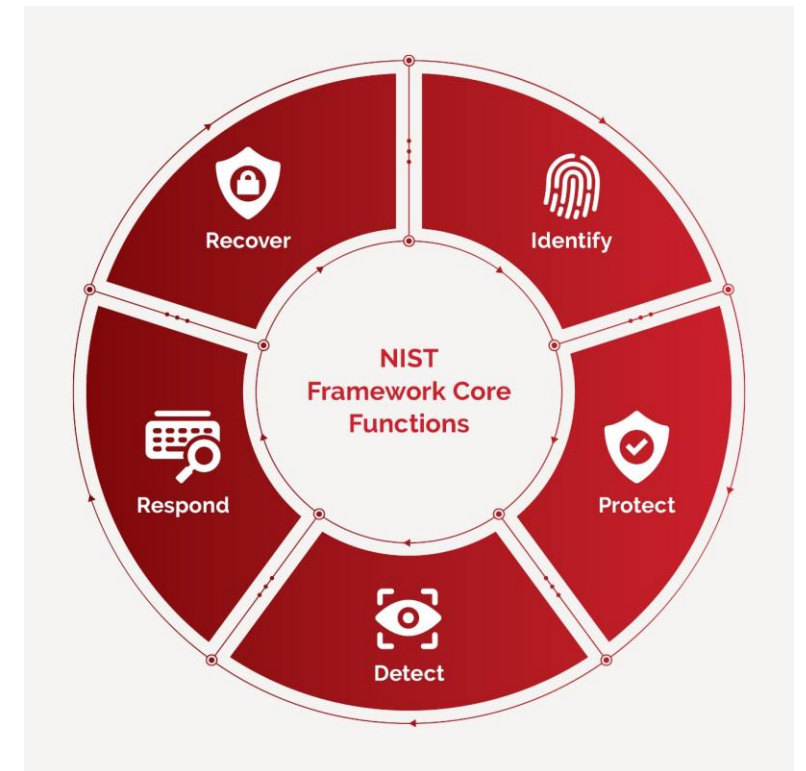 NIST
Framework Core
Functions
Identify
Protect
Detect
Respond
Recover